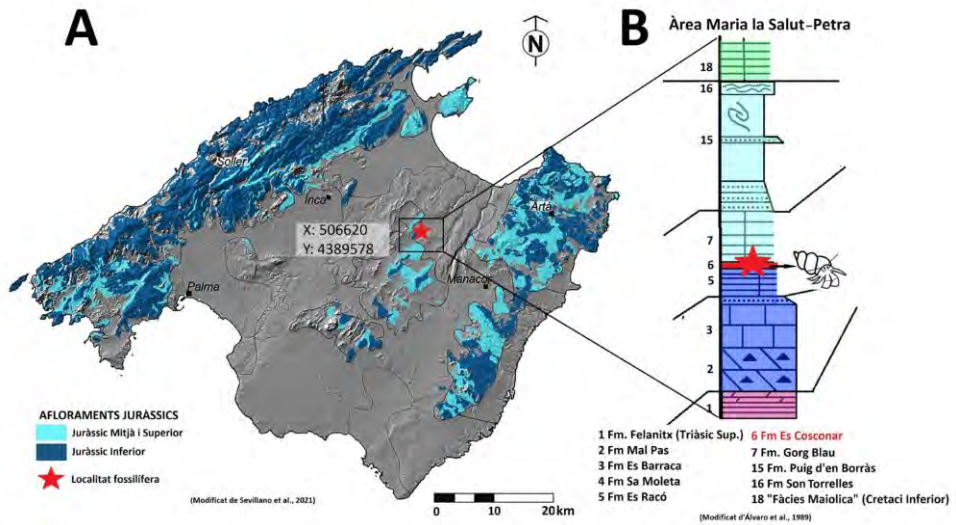 A
N
B
Àrea Maria la Salut-Petra
Sóller
Inca
Artà
X: 506620
Y: 4389578
Palma
Manacor
AFLORAMENTS JURÀSSICS
Juràssic Mitjà i Superior
Juràssic Inferior
Localitat fossilífera
(Modificat de Sevillano et al., 2021)
0 10 20 km
18
16
15
7
6
5
3
2
1
1 Fm. Felanitx (Triàsic Sup.)
2 Fm Mal Pas
3 Fm Es Barraca
4 Fm Sa Moleta
5 Fm Es Racó
6 Fm Es Cosconar
7 Fm. Gorg Blau
15 Fm. Puig d'en Borràs
16 Fm Son Torrelles
18 "Fàcies Maiolica" (Cretaci Inferior)
(Modificat d'Álvaro et al., 1989)